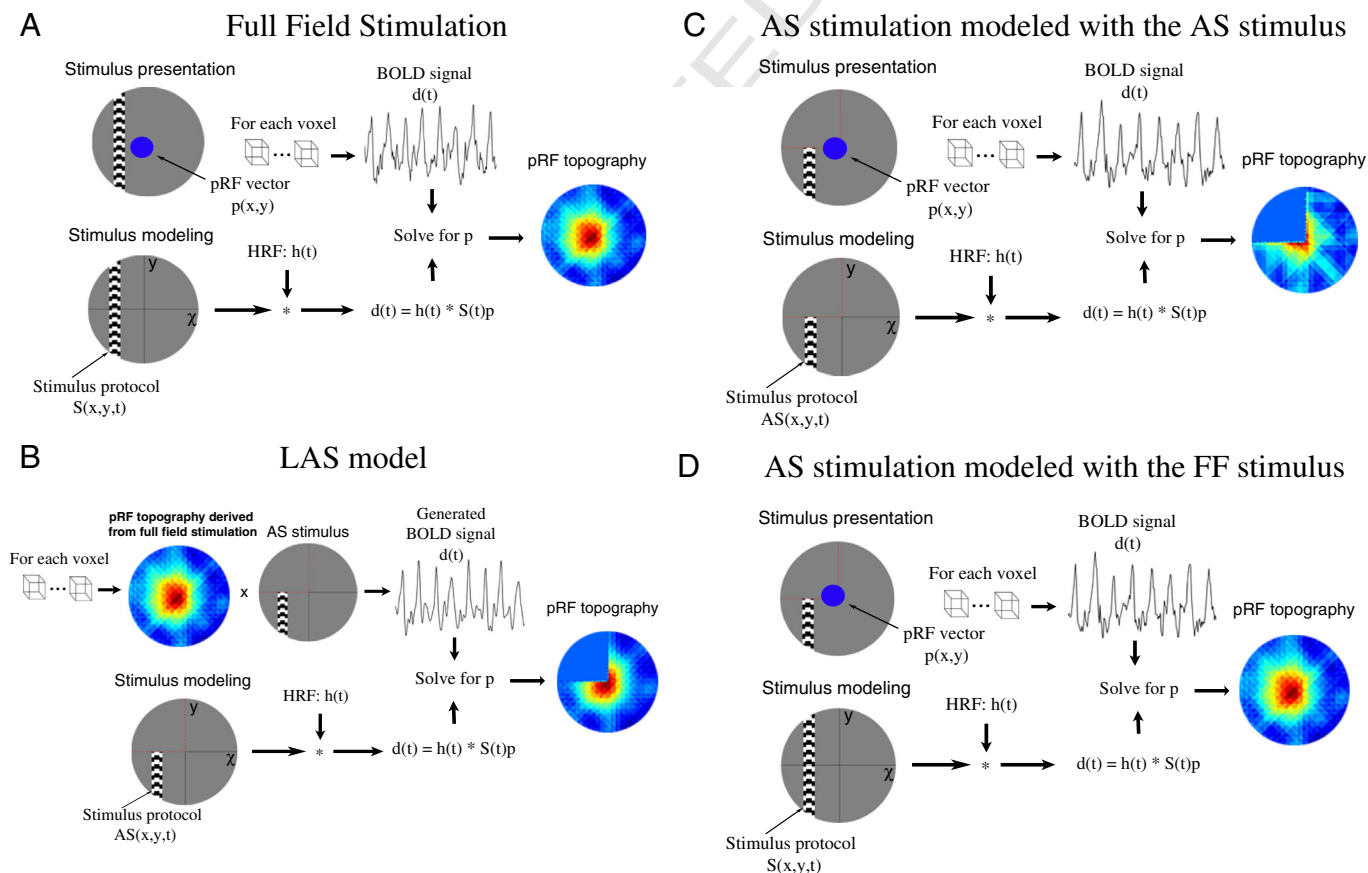 A
Full Field Stimulation
Stimulus presentation
BOLD signal
d(t)
For each voxel
...
pRF topography
pRF vector
p(x,y)
Stimulus modeling
HRF: h(t)
Solve for p
y
χ
*
d(t) = h(t) * S(t)p
Stimulus protocol
S(x,y,t)
B
LAS model
pRF topography derived
from full field stimulation
AS stimulus
Generated
BOLD signal
d(t)
For each voxel
...
x
pRF topography
Stimulus modeling
HRF: h(t)
Solve for p
y
χ
*
d(t) = h(t) * S(t)p
Stimulus protocol
AS(x,y,t)
C
AS stimulation modeled with the AS stimulus
Stimulus presentation
BOLD signal
d(t)
For each voxel
...
pRF topography
pRF vector
p(x,y)
Stimulus modeling
HRF: h(t)
Solve for p
y
χ
*
d(t) = h(t) * S(t)p
Stimulus protocol
AS(x,y,t)
D
AS stimulation modeled with the FF stimulus
Stimulus presentation
BOLD signal
d(t)
For each voxel
...
pRF topography
pRF vector
p(x,y)
Stimulus modeling
HRF: h(t)
Solve for p
y
χ
*
d(t) = h(t) * S(t)p
Stimulus protocol
S(x,y,t)